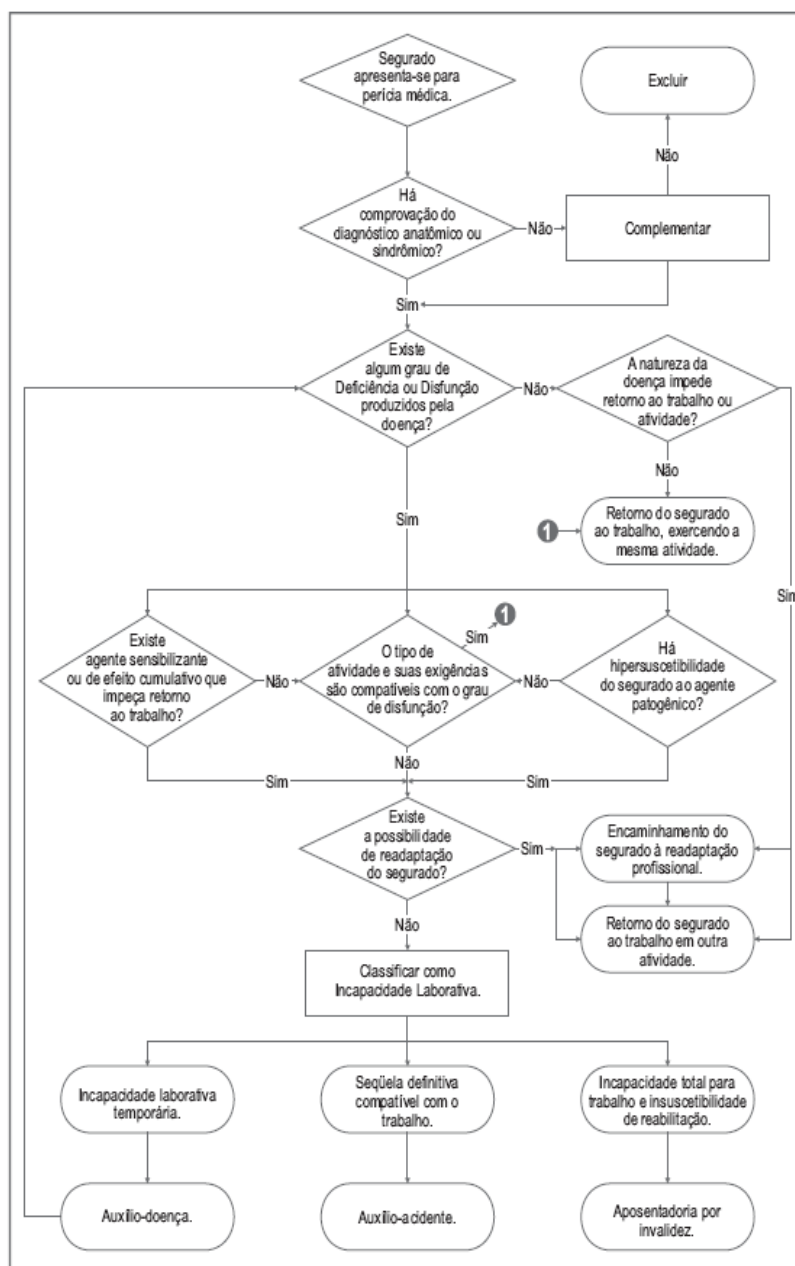 Segurado
apresenta-se para
perícia médica.
Excluir
Não
Há
comprovação do
diagnóstico anatômico ou
sindrômico?
Não
Complementar
Sim
Existe
algum grau de
Deficiência ou Disfunção
produzidos pela
doença?
Não
A natureza da
doença impede
retorno ao trabalho ou
atividade?
Não
Sim
1
Retorno do segurado
ao trabalho, exercendo a
mesma atividade.
Sim
1
Sim
Existe
agente sensibilizante
ou de efeito cumulativo que
impeça retorno
ao trabalho?
Não
O tipo de
atividade e suas exigências
são compatíveis com o grau
de disfunção?
Não
Há
hipersuscetibilidade
do segurado ao agente
patogênico?
Não
Sim
Sim
Existe
a possibilidade
de readaptação
do segurado?
Sim
Encaminhamento do
segurado à readaptação
profissional.
Não
Retorno do segurado
ao trabalho em outra
atividade.
Classificar como
Incapacidade Laborativa.
Incapacidade laborativa
temporária.
Seqüela definitiva
compatível com o
trabalho.
Incapacidade total para
trabalho e insuscetibilidade
de reabilitação.
Auxílio-doença.
Auxílio-acidente.
Aposentadoria por
invalidez.